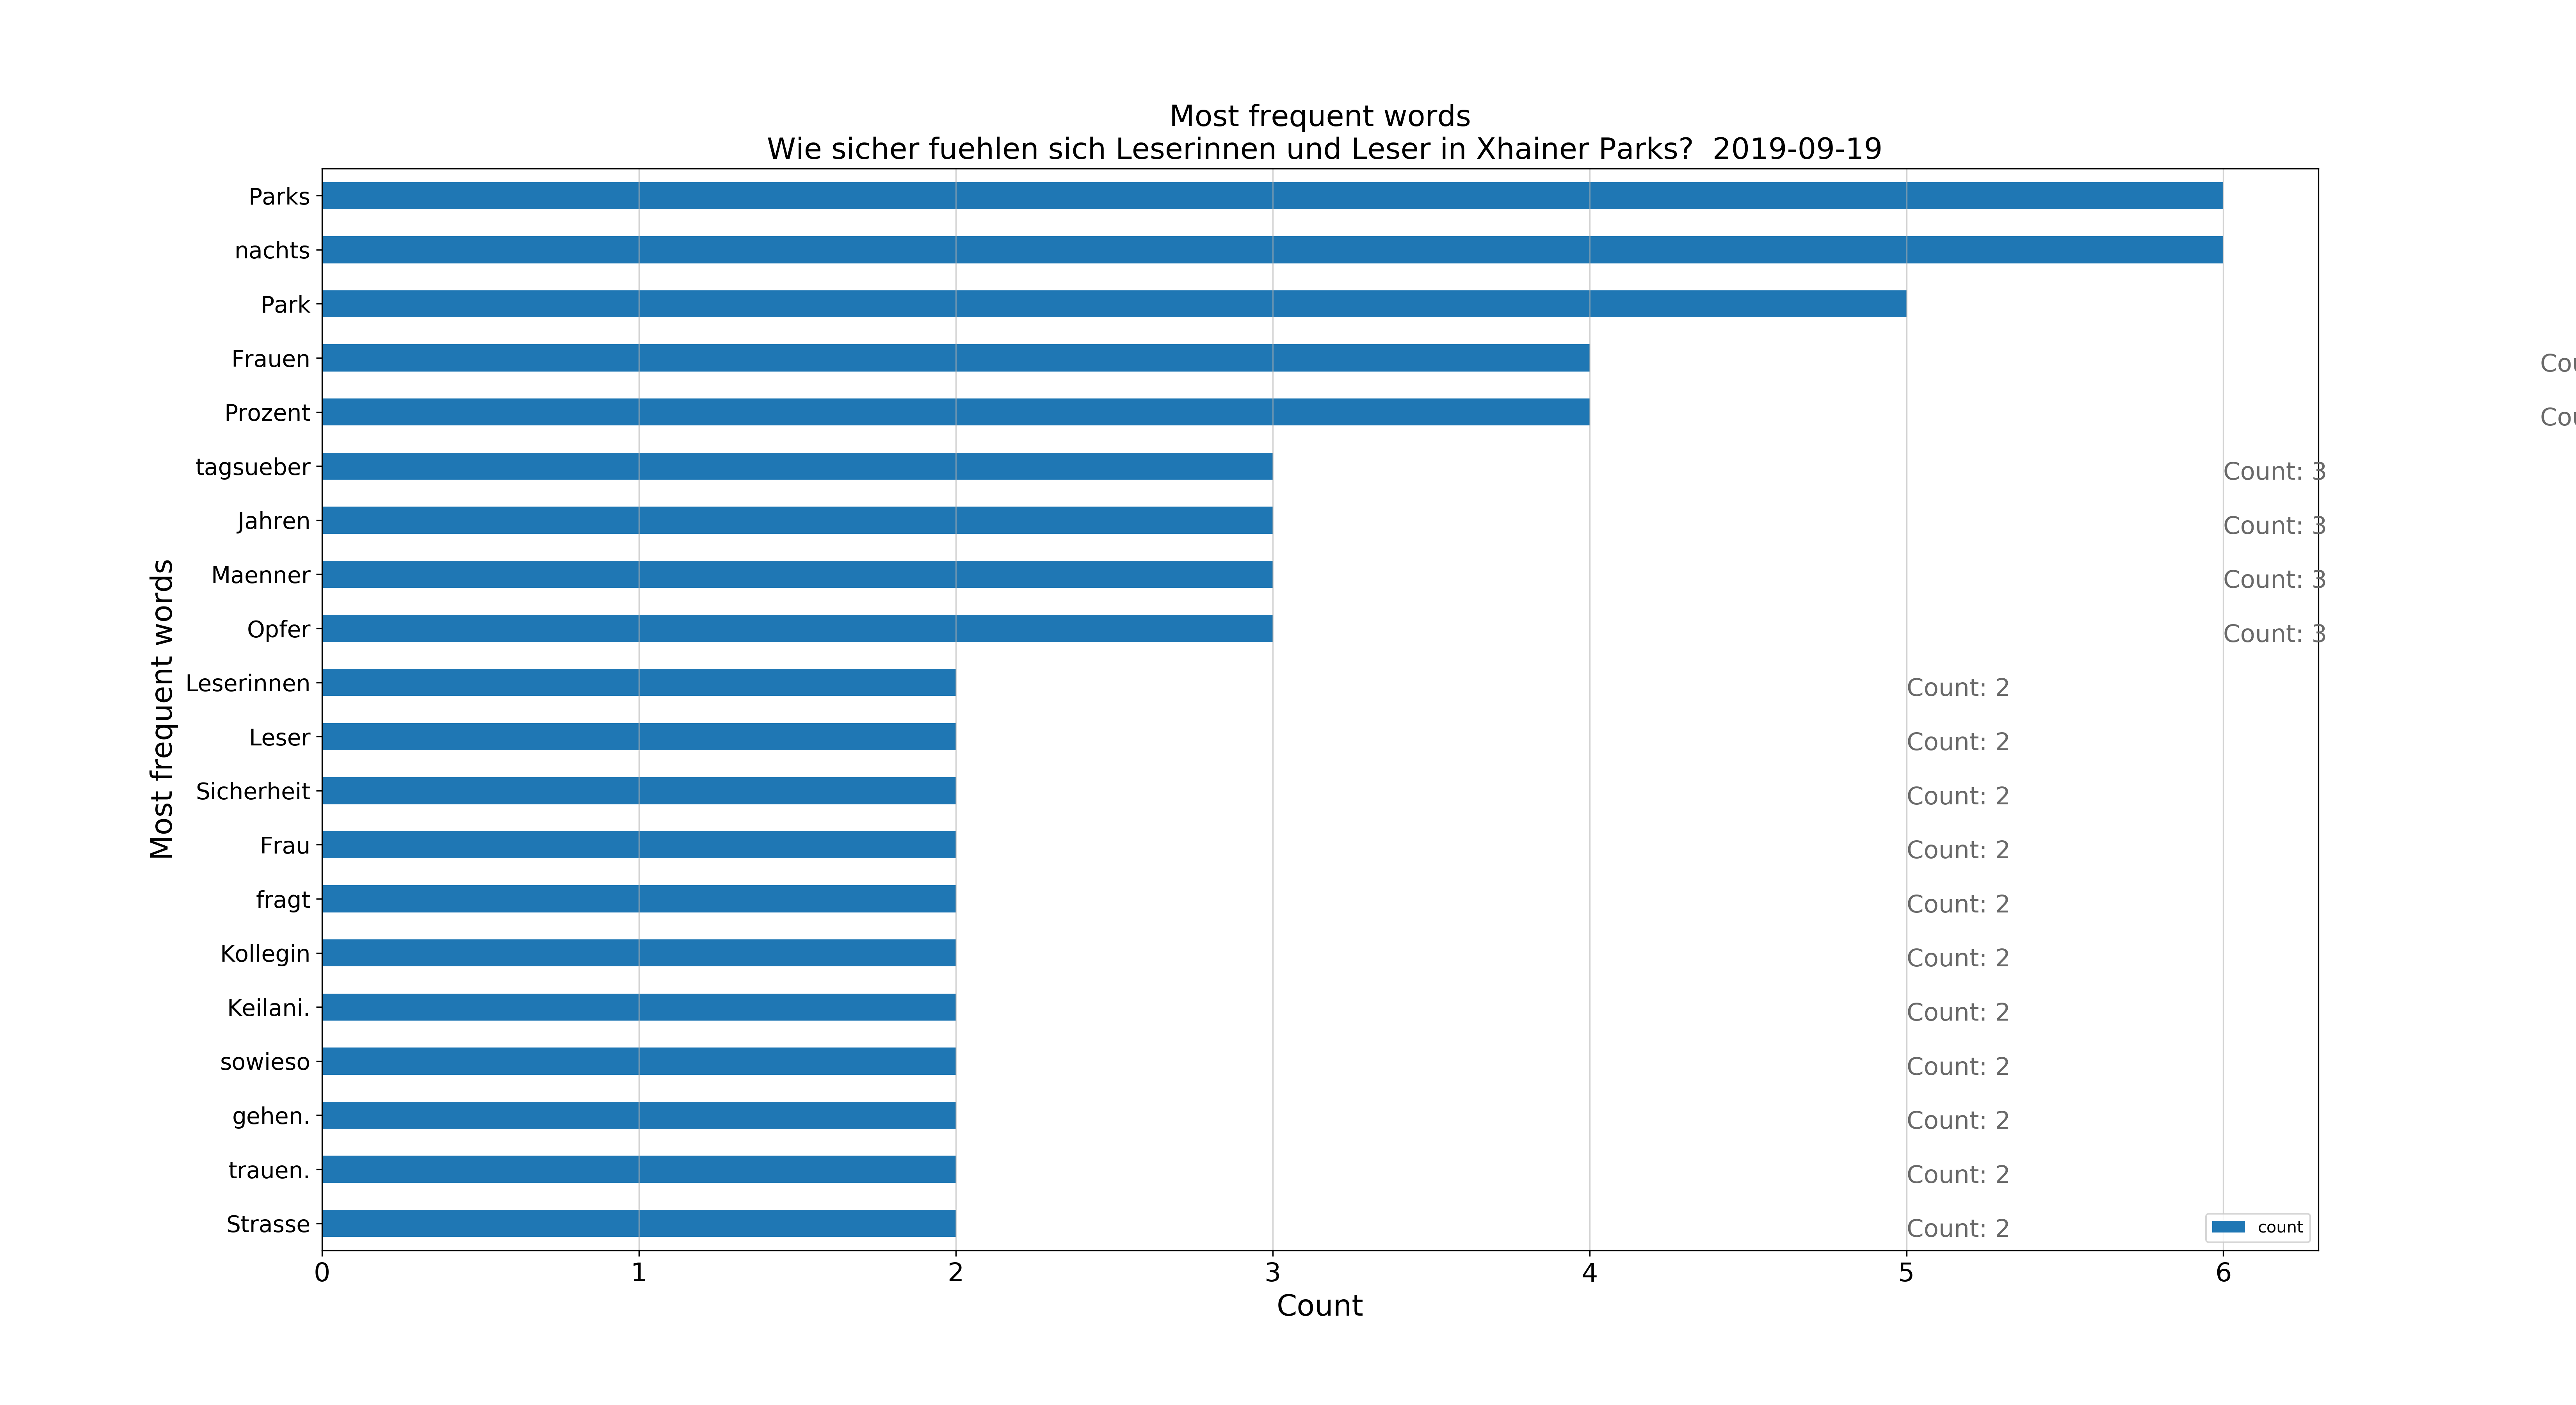 Most frequent words
Wie sicher fuehlen sich Leserinnen und Leser in Xhainer Parks?  2019-09-19
Most frequent words
Parks
nachts
Park
Frauen
Prozent
tagsueber Count: 3
Jahren Count: 3
Maenner Count: 3
Opfer Count: 3
Leserinnen Count: 2
Leser Count: 2
Sicherheit Count: 2
Frau Count: 2
fragt Count: 2
Kollegin Count: 2
Keilani. Count: 2
sowieso Count: 2
gehen. Count: 2
trauen. Count: 2
Strasse Count: 2
count
0 1 2 3 4 5 6
Count